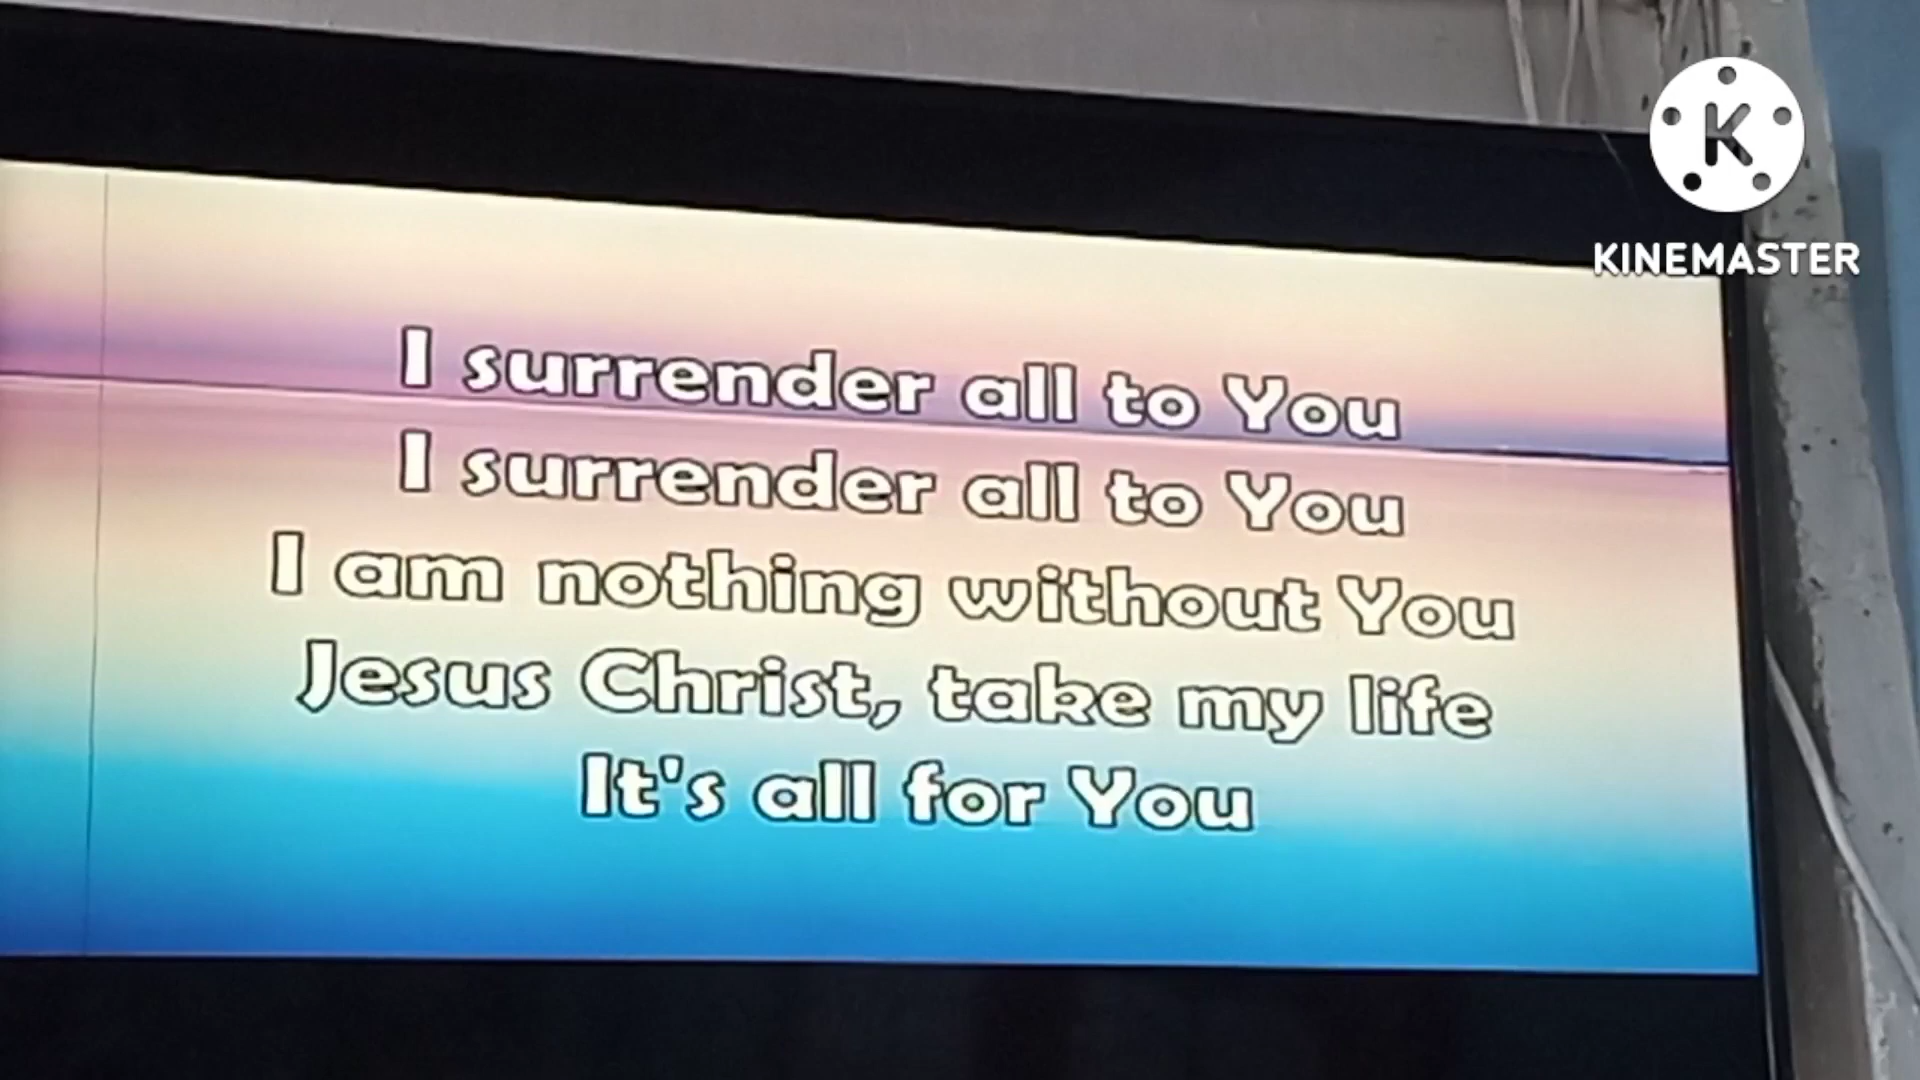 K
KINEMASTER
I surrender all to You
I surrender all to You
I am nothing without You
Jesus Christ, take my life
It's all for You